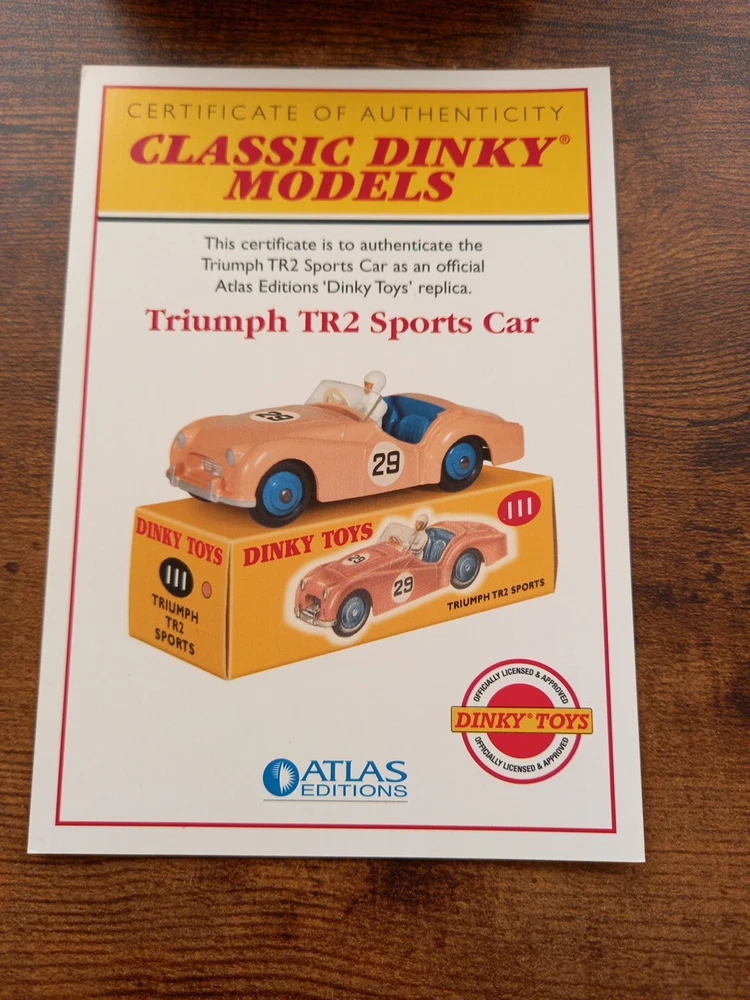 CERTIFICATE OF AUTHENTICITY
CLASSIC DINKY®
MODELS
This certificate is to authenticate the
Triumph TR2 Sports Car as an official
Atlas Editions 'Dinky Toys' replica.
Triumph TR2 Sports Car
29
29
DINKY TOYS
111
TRIUMPH
TR2
SPORTS
DINKY TOYS
111
29
29
TRIUMPH TR2 SPORTS
OFFICIALLY LICENSED & APPROVED
DINKY® TOYS
OFFICIALLY LICENSED & APPROVED
ATLAS
EDITIONS